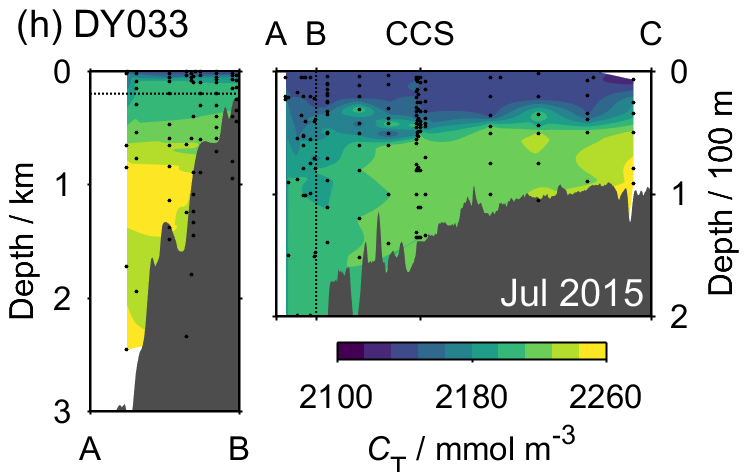 (h) DY033
A B CCS C
0
1
2
3
Depth / km
A B
0
1
2
Depth / 100 m
Jul 2015
2100 2180 2260
C_T / mmol m^-3